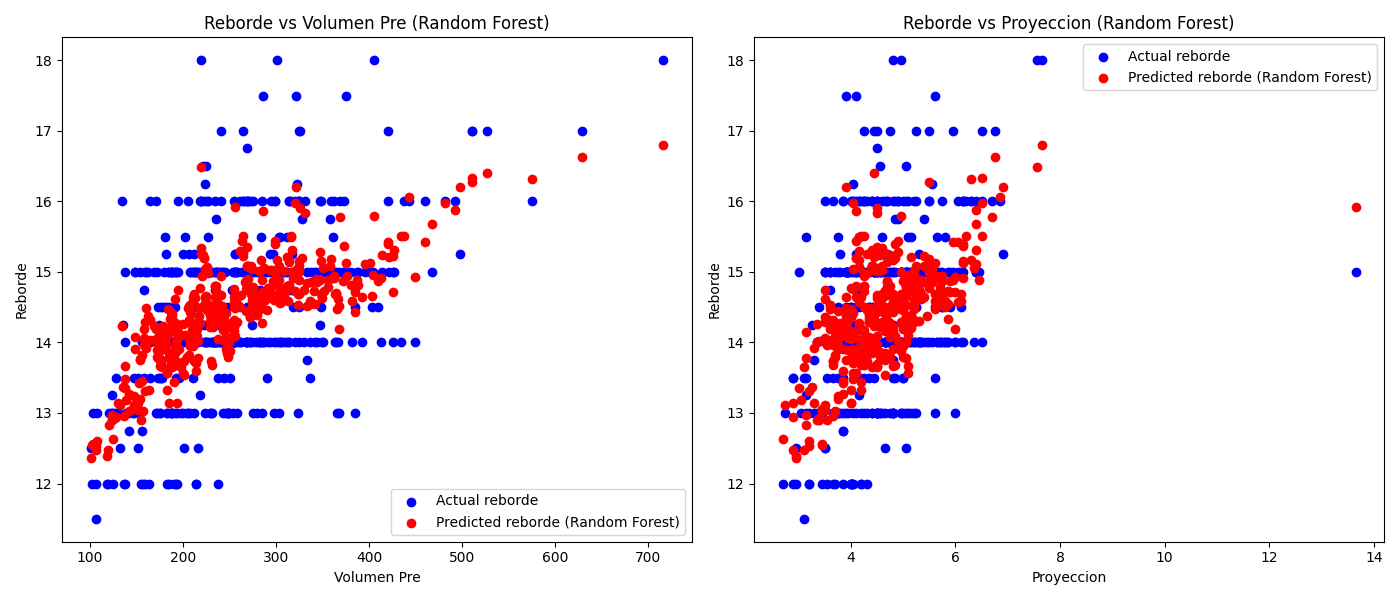 Reborde vs Volumen Pre (Random Forest)
18
17
16
15
14
13
12
Reborde
Actual reborde
Predicted reborde (Random Forest)
100 200 300 400 500 600 700
Volumen Pre
Reborde vs Proyeccion (Random Forest)
Actual reborde
Predicted reborde (Random Forest)
18
17
16
15
14
13
12
Reborde
4 6 8 10 12 14
Proyeccion